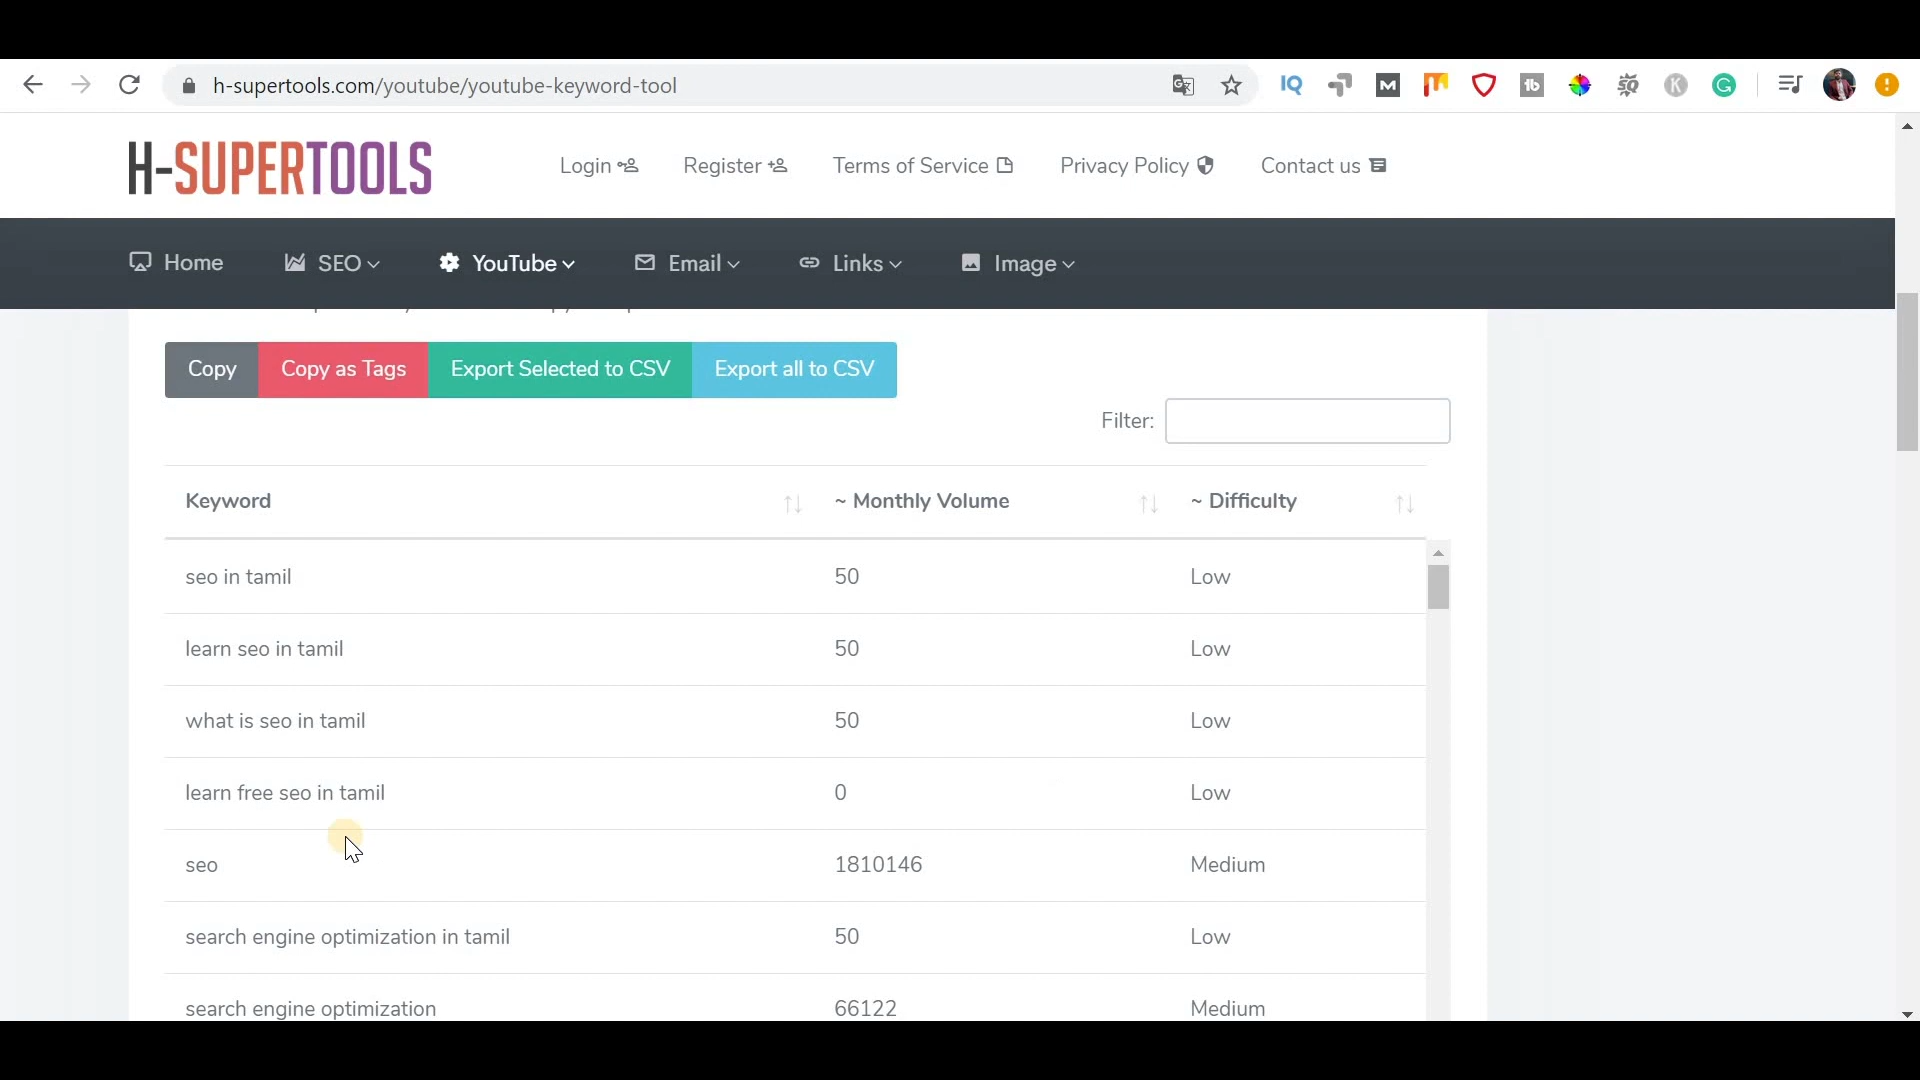 h-supertools.com/youtube/youtube-keyword-tool
H-SUPERTOOLS
Login
Register
Terms of Service
Privacy Policy
Contact us
Home
SEO
YouTube
Email
Links
Image
Copy
Copy as Tags
Export Selected to CSV
Export all to CSV
Filter:
Keyword ~ Monthly Volume ~ Difficulty
seo in tamil 50 Low
learn seo in tamil 50 Low
what is seo in tamil 50 Low
learn free seo in tamil 0 Low
seo 1810146 Medium
search engine optimization in tamil 50 Low
search engine optimization 66122 Medium